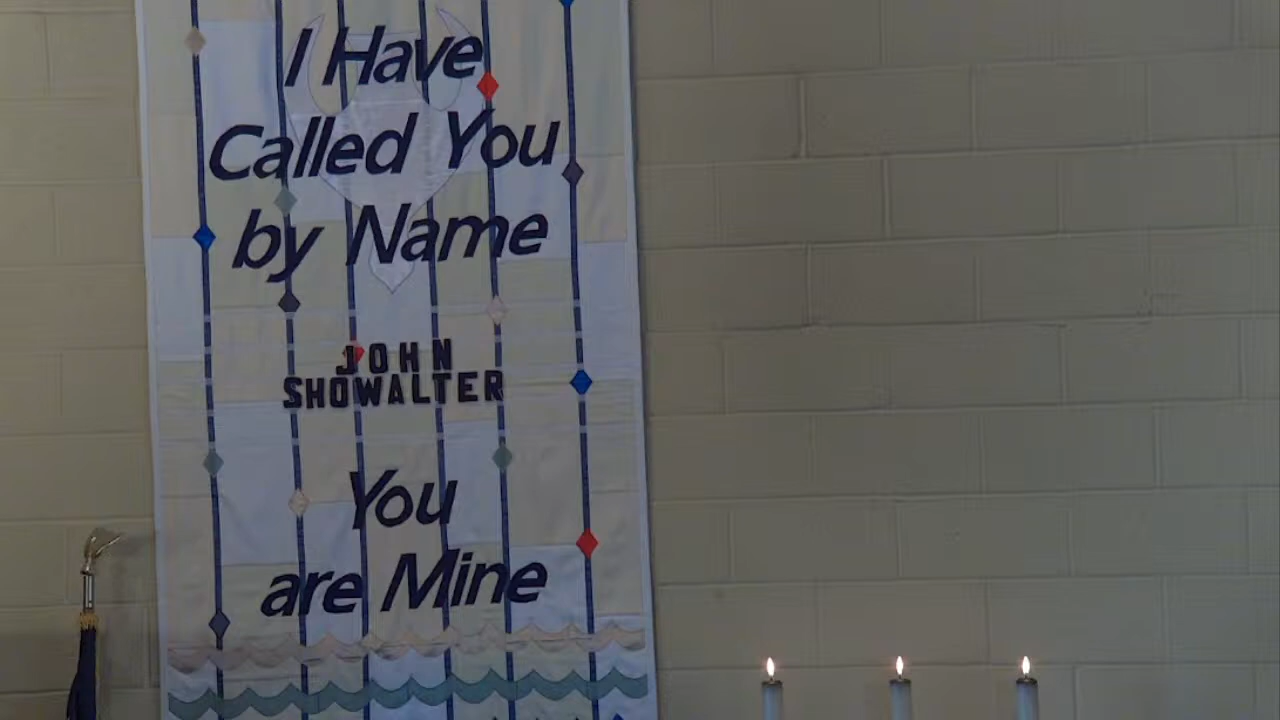 I Have
Called You
by Name
JOHN
SHOWALTER
You
are Mine